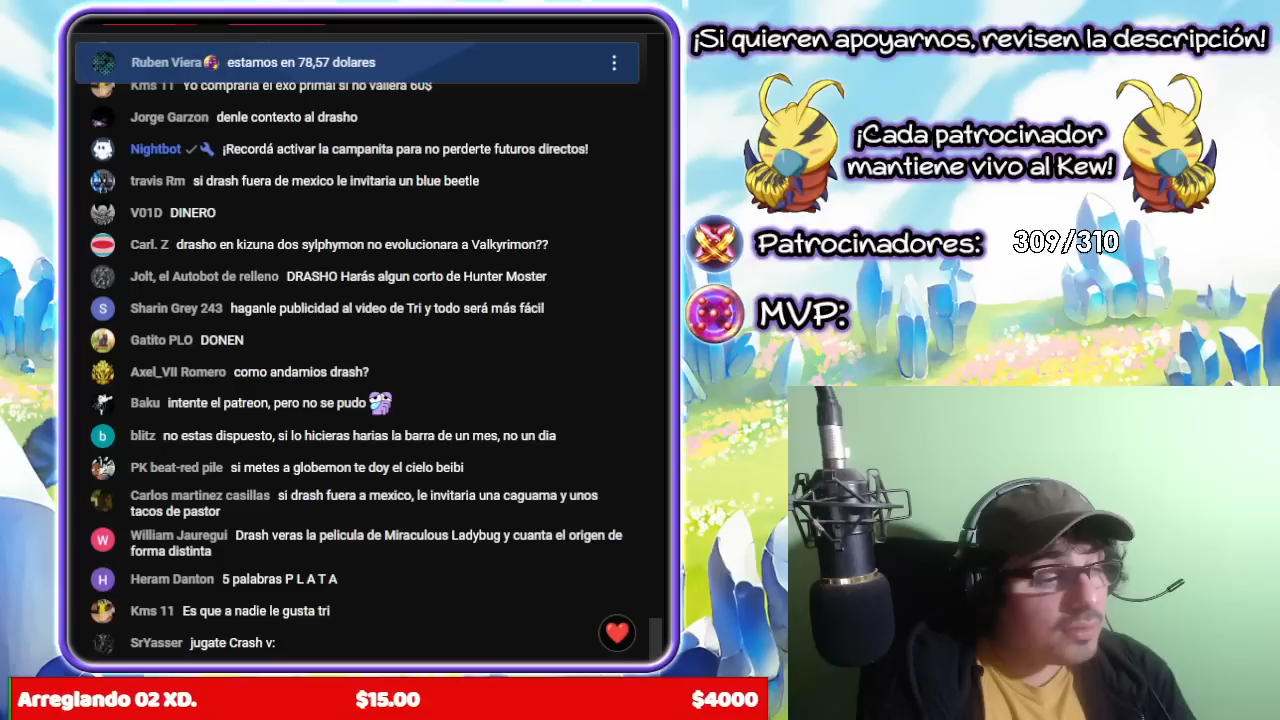 Ruben Viera estamos en 78,57 dolares
Kms 11 Yo compraria el exo primal si no valiera 60$
Jorge Garzon denle contexto al drasho
Nightbot ¡Recordá activar la campanita para no perderte futuros directos!
travis Rm si drash fuera de mexico le invitaria un blue beetle
V01D DINERO
Carl. Z drasho en kizuna dos sylphymon no evolucionara a Valkyrimon??
Jolt, el Autobot de relleno DRASHO Harás algun corto de Hunter Moster
Sharin Grey 243 haganle publicidad al video de Tri y todo será más fácil
Gatito PLO DONEN
Axel_VII Romero como andamios drash?
Baku intente el patreon, pero no se pudo
blitz no estas dispuesto, si lo hicieras harias la barra de un mes, no un dia
PK beat-red pile si metes a globemon te doy el cielo beibi
Carlos martinez casillas si drash fuera a mexico, le invitaria una caguama y unos
tacos de pastor
William Jauregui Drash veras la pelicula de Miraculous Ladybug y cuanta el origen de
forma distinta
Heram Danton 5 palabras P L A T A
Kms 11 Es que a nadie le gusta tri
SrYasser jugate Crash v:
¡Si quieren apoyarnos, revisen la descripción!
¡Cada patrocinador
mantiene vivo al Kew!
Patrocinadores: 309/310
MVP:
Arreglando 02 XD. $15.00 $4000